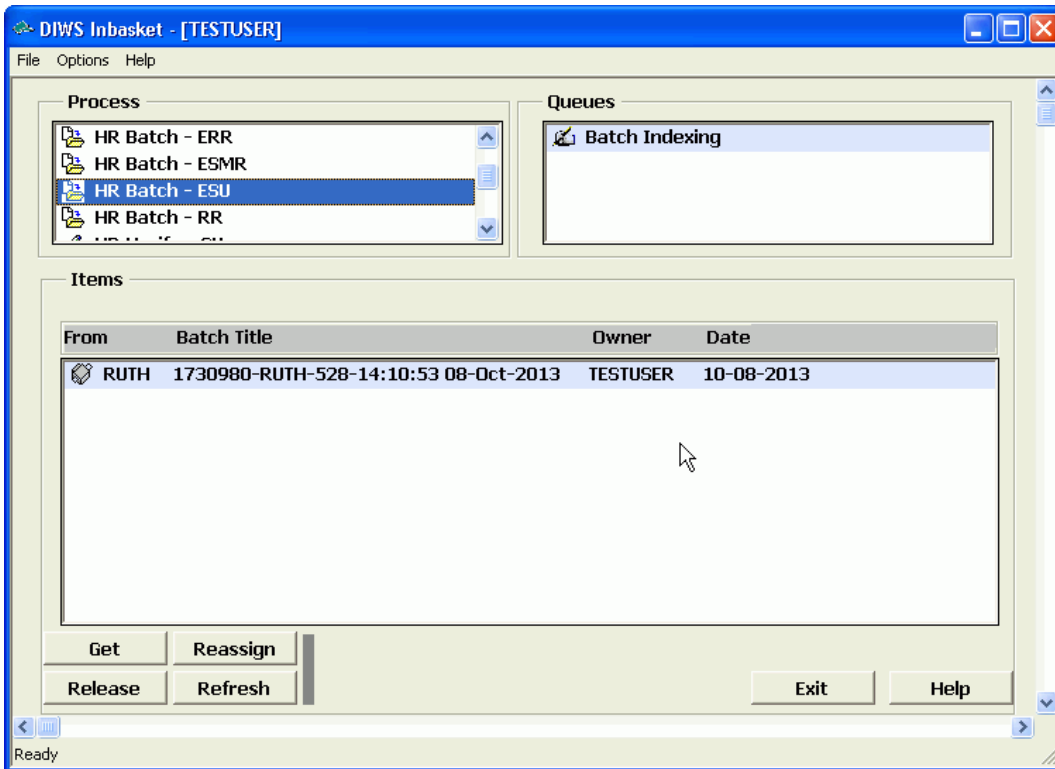 DIWS Inbasket - [TESTUSER]
File Options Help
Process
HR Batch - ERR
HR Batch - ESMR
HR Batch - ESU
HR Batch - RR
Queues
Batch Indexing
Items
From Batch Title Owner Date
RUTH 1730980-RUTH-528-14:10:53 08-Oct-2013 TESTUSER 10-08-2013
Get Reassign
Release Refresh Exit Help
Ready